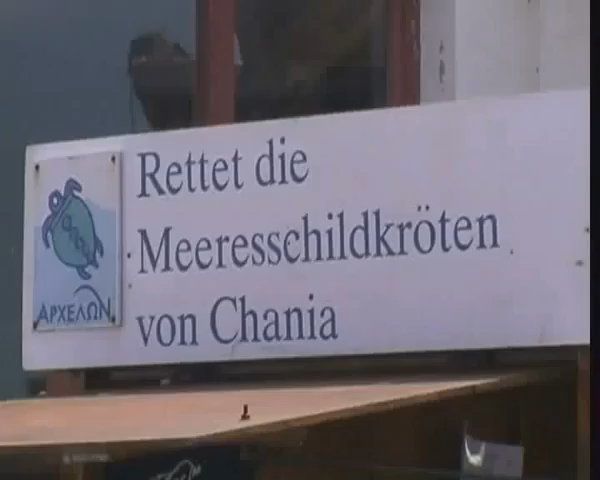 Rettet die
Meeresschildkröten
von Chania
ΑΡΧΕΛΩΝ